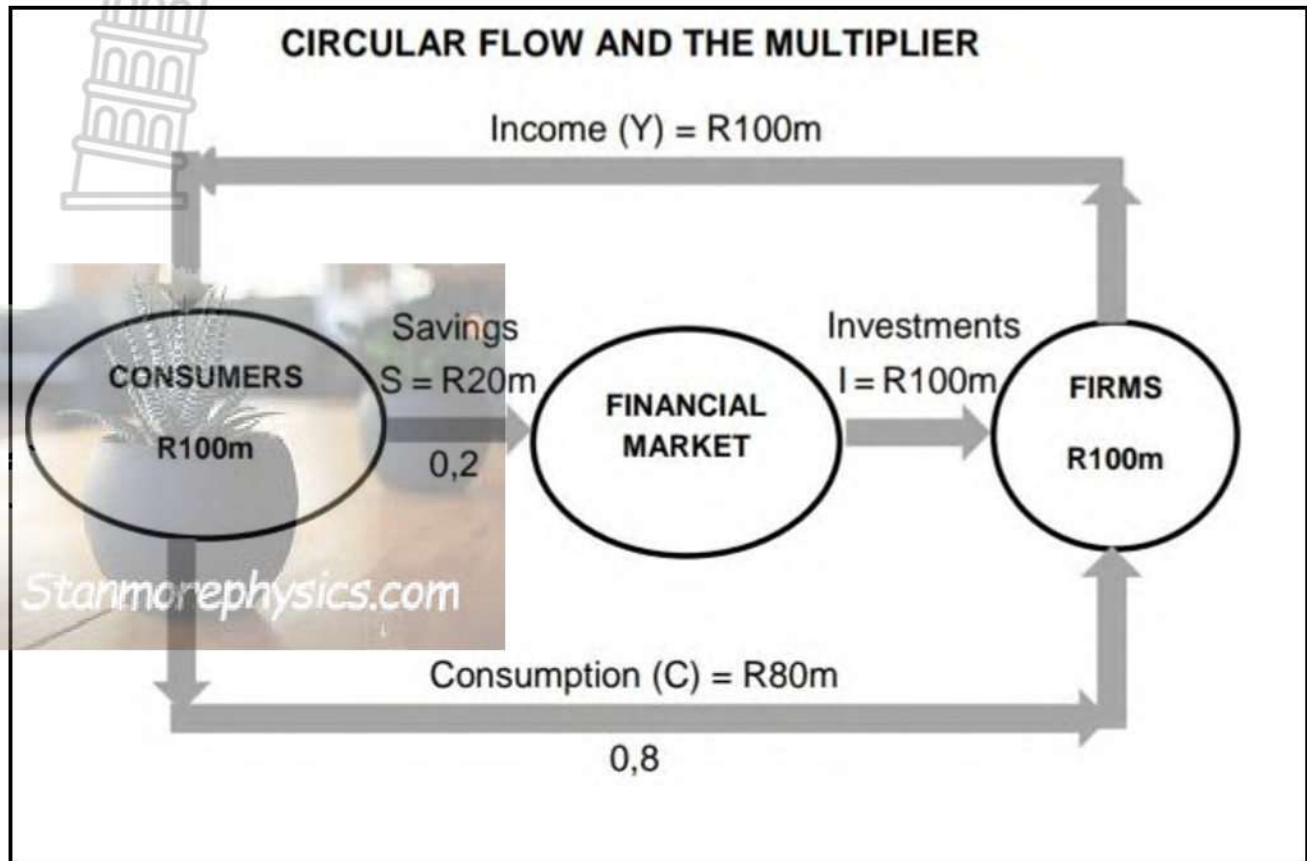 CIRCULAR FLOW AND THE MULTIPLIER
Income (Y) = R100m
CONSUMERS
R100m
Savings
S = R20m
0,2
FINANCIAL
MARKET
Investments
I = R100m
FIRMS
R100m
Stanmorephysics.com
Consumption (C) = R80m
0,8